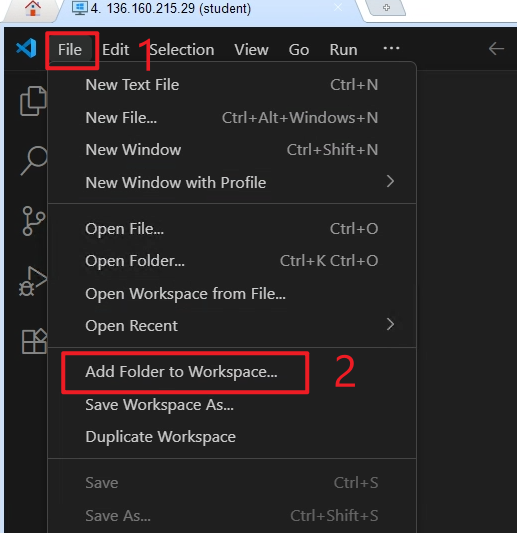 4. 136.160.215.29 (student)
File Edit Selection View Go Run ...
1
New Text File Ctrl+N
New File... Ctrl+Alt+Windows+N
New Window Ctrl+Shift+N
New Window with Profile
Open File... Ctrl+O
Open Folder... Ctrl+K Ctrl+O
Open Workspace from File...
Open Recent
Add Folder to Workspace... 2
Save Workspace As...
Duplicate Workspace
Save Ctrl+S
Save As... Ctrl+Shift+S